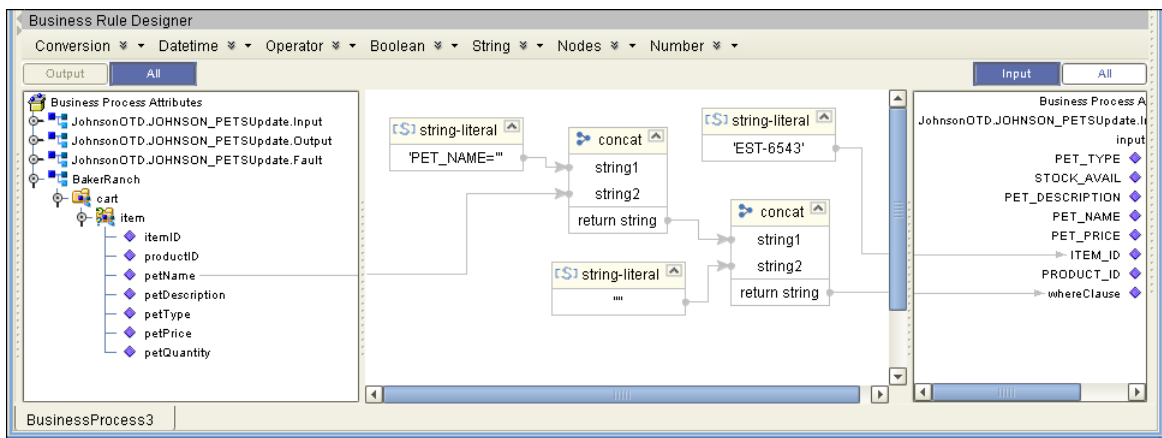 Business Rule Designer
Conversion Datetime Operator Boolean String Nodes Number
Output All
Input All
Business Process Attributes
JohnsonOTD.JOHNSON_PETSUpdate.Input
JohnsonOTD.JOHNSON_PETSUpdate.Output
JohnsonOTD.JOHNSON_PETSUpdate.Fault
BakerRanch
cart
item
itemID
productID
petName
petDescription
petType
petPrice
petQuantity
[S] string-literal
'PET_NAME='"
concat
string1
string2
return string
[S] string-literal
'EST-6543'
concat
string1
string2
return string
[S] string-literal
""
Business Process A
JohnsonOTD.JOHNSON_PETSUpdate.In
input
PET_TYPE
STOCK_AVAIL
PET_DESCRIPTION
PET_NAME
PET_PRICE
ITEM_ID
PRODUCT_ID
whereClause
BusinessProcess3